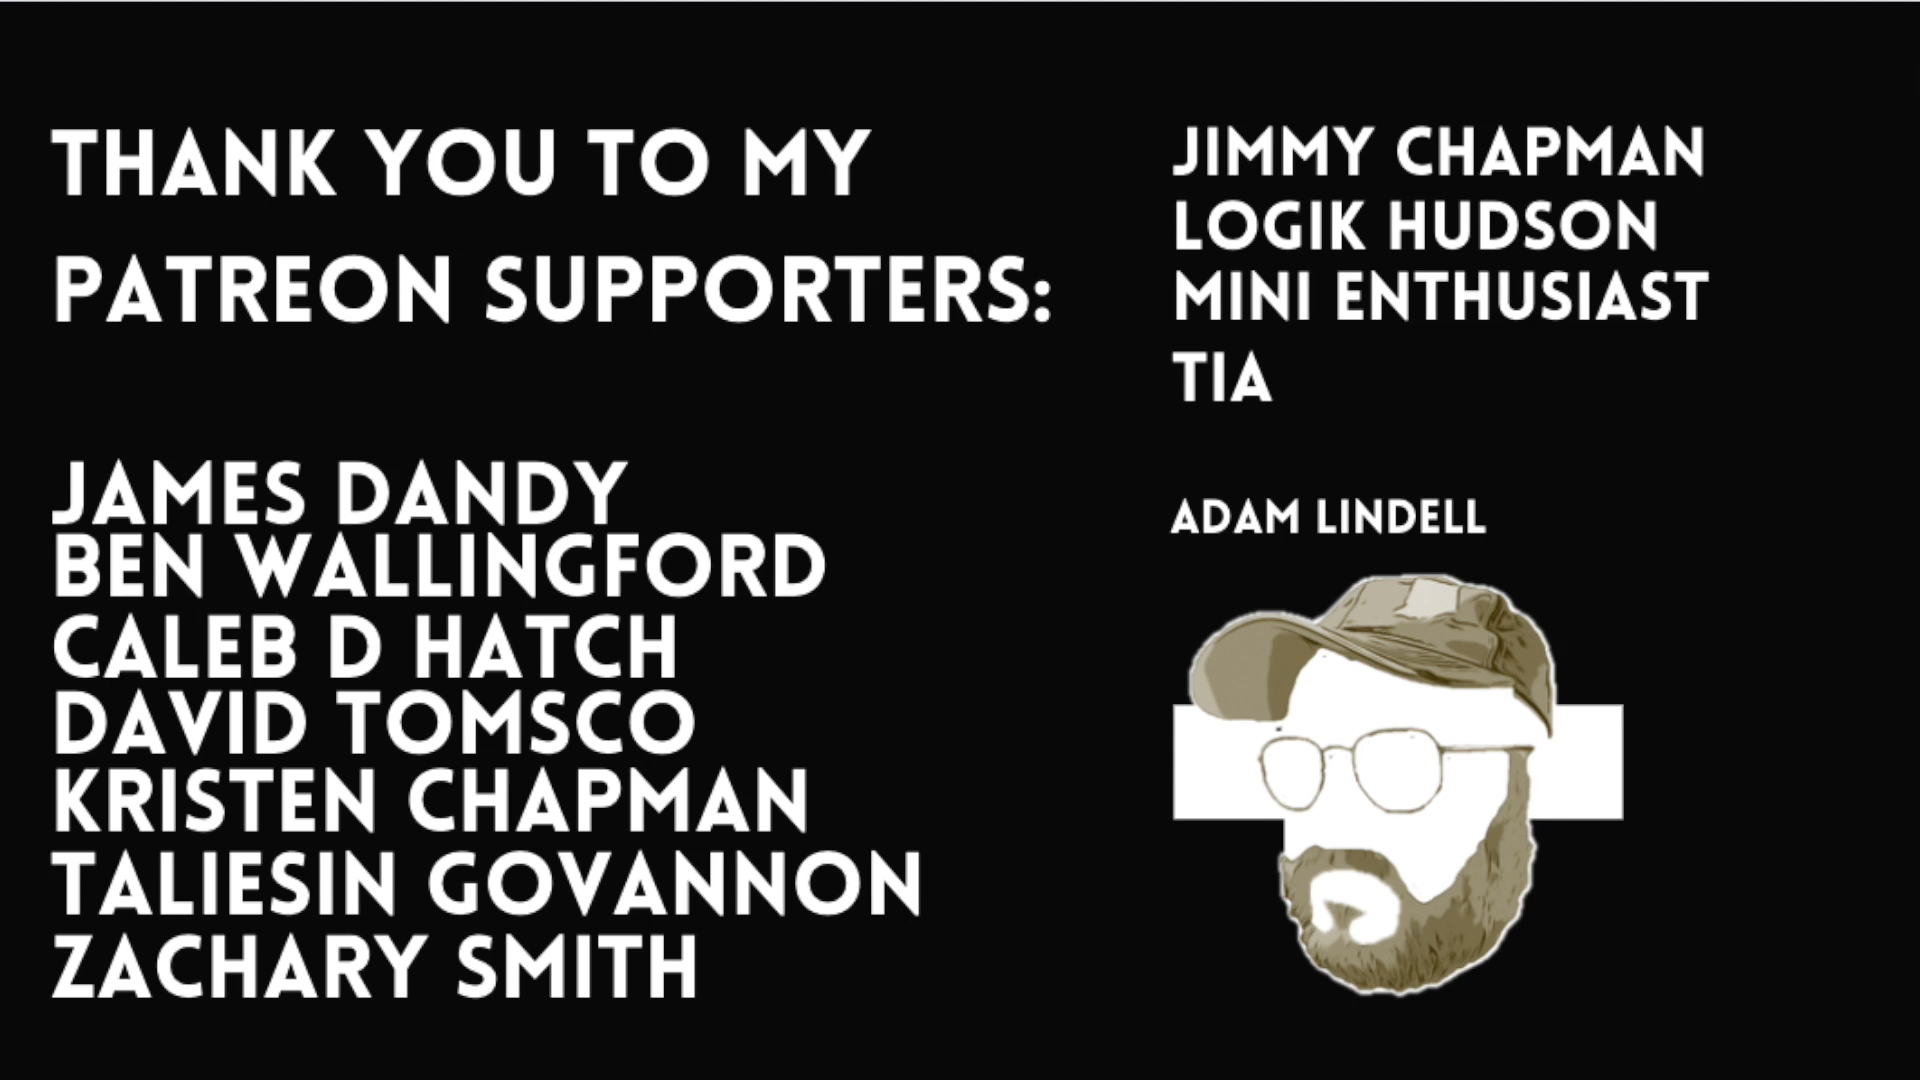 THANK YOU TO MY
PATREON SUPPORTERS:
JAMES DANDY
BEN WALLINGFORD
CALEB D HATCH
DAVID TOMSCO
KRISTEN CHAPMAN
TALIESIN GOVANNON
ZACHARY SMITH
JIMMY CHAPMAN
LOGIK HUDSON
MINI ENTHUSIAST
TIA
ADAM LINDELL